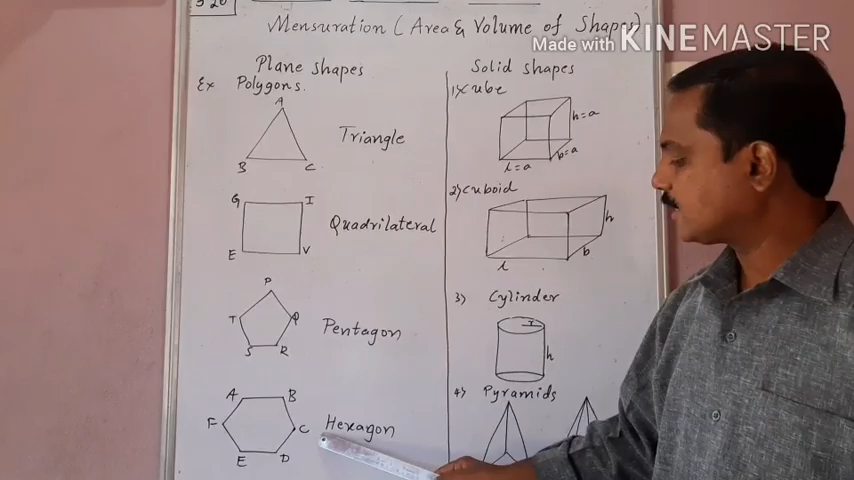 Mensuration (Area & Volume of Shapes)
Made with KINEMASTER
Plane shapes
Ex Polygons.
A
B C
Triangle
G I
E V
Quadrilateral
P
T Q
S R
Pentagon
A B
F C
E D
Hexagon
Solid shapes
1) Cube
h=a
b=a
l=a
2) Cuboid
h
b
l
3) Cylinder
r
h
4) Pyramids